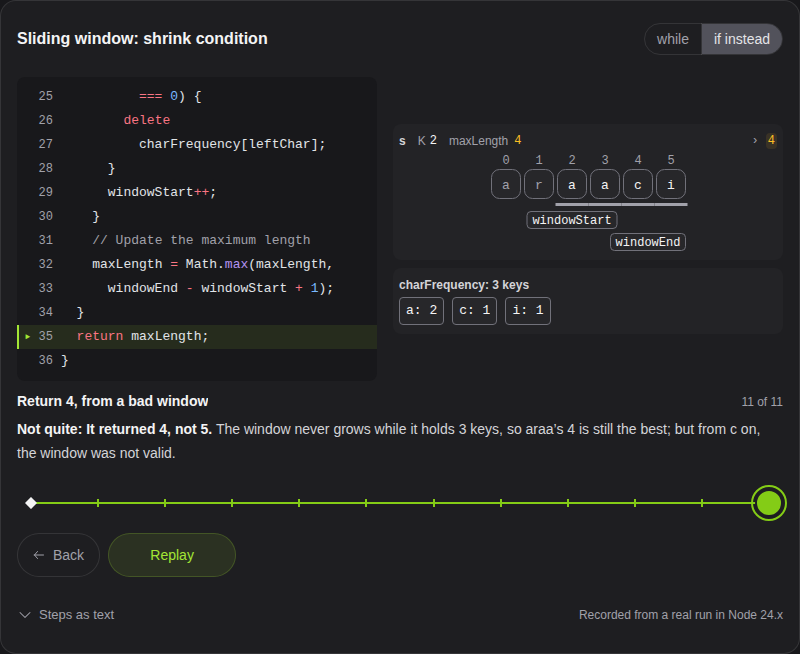 Sliding window: shrink condition
while if instead
25 === 0) {
26 delete
27 charFrequency[leftChar];
28 }
29 windowStart++;
30 }
31 // Update the maximum length
32 maxLength = Math.max(maxLength,
33 windowEnd - windowStart + 1);
34 }
▸ 35 return maxLength;
36 }
s K 2 maxLength 4 › 4
0 1 2 3 4 5
a r a a c i
windowStart
windowEnd
charFrequency: 3 keys
a: 2 c: 1 i: 1
Return 4, from a bad window
11 of 11
Not quite: It returned 4, not 5. The window never grows while it holds 3 keys, so araa’s 4 is still the best; but from c on,
the window was not valid.
← Back Replay
Steps as text
Recorded from a real run in Node 24.x